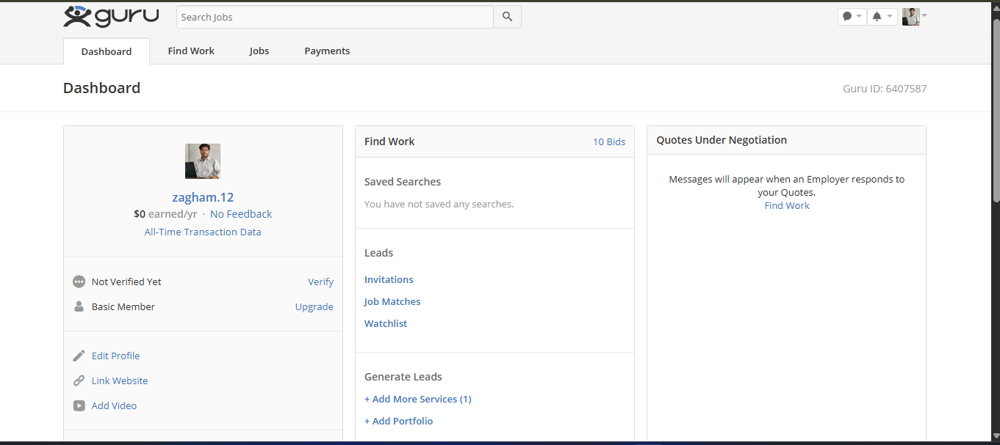 guru
Search Jobs
Dashboard
Find Work
Jobs
Payments
Dashboard
Guru ID: 6407587
zagham.12
$0 earned/yr · No Feedback
All-Time Transaction Data
Not Verified Yet
Verify
Basic Member
Upgrade
Edit Profile
Link Website
Add Video
Find Work
10 Bids
Saved Searches
You have not saved any searches.
Leads
Invitations
Job Matches
Watchlist
Generate Leads
+ Add More Services (1)
+ Add Portfolio
Quotes Under Negotiation
Messages will appear when an Employer responds to
your Quotes.
Find Work